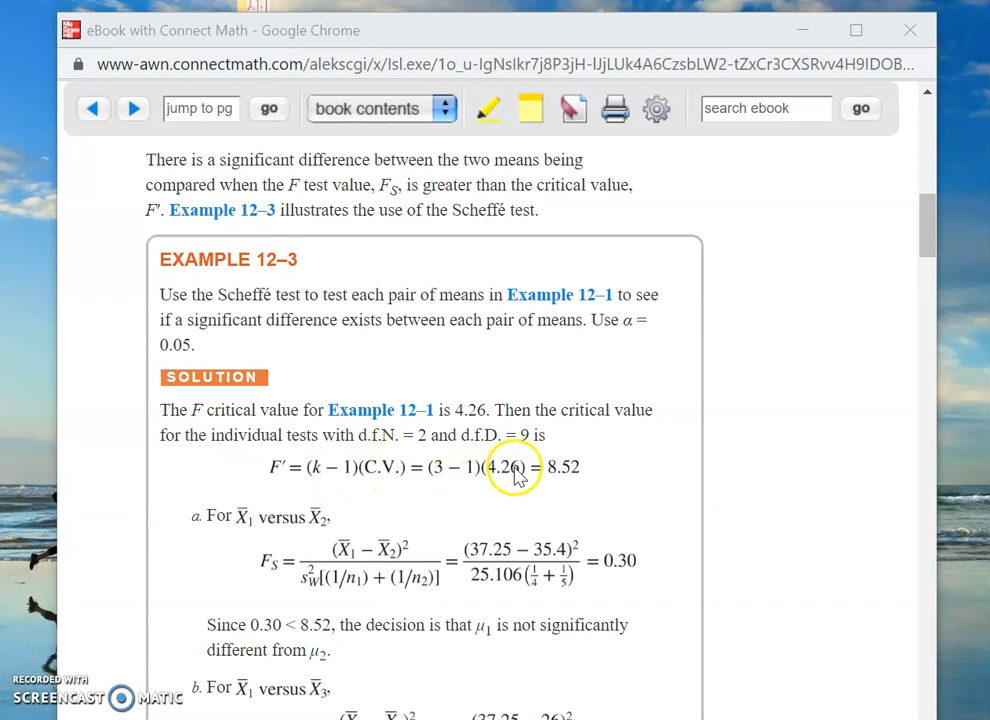 eBook with Connect Math - Google Chrome
www-awn.connectmath.com/alekscgi/x/Isl.exe/1o_u-IgNsIkr7j8P3jH-lJjLUk4A6CzsbLW2-tZxCr3CXSRvv4H9IDOB...
jump to pg go book contents search ebook go
There is a significant difference between the two means being
compared when the F test value, F_S, is greater than the critical value,
F′. Example 12–3 illustrates the use of the Scheffé test.
EXAMPLE 12–3
Use the Scheffé test to test each pair of means in Example 12–1 to see
if a significant difference exists between each pair of means. Use α =
0.05.
SOLUTION
The F critical value for Example 12–1 is 4.26. Then the critical value
for the individual tests with d.f.N. = 2 and d.f.D. = 9 is
F′ = (k − 1)(C.V.) = (3 − 1)(4.26) = 8.52
a. For X̄₁ versus X̄₂,
F_S = (X̄₁ − X̄₂)² / s²_W[(1/n₁) + (1/n₂)] = (37.25 − 35.4)² / 25.106(1/4 + 1/5) = 0.30
Since 0.30 < 8.52, the decision is that μ₁ is not significantly
different from μ₂.
RECORDED WITH
SCREENCAST MATIC
b. For X̄₁ versus X̄₃,